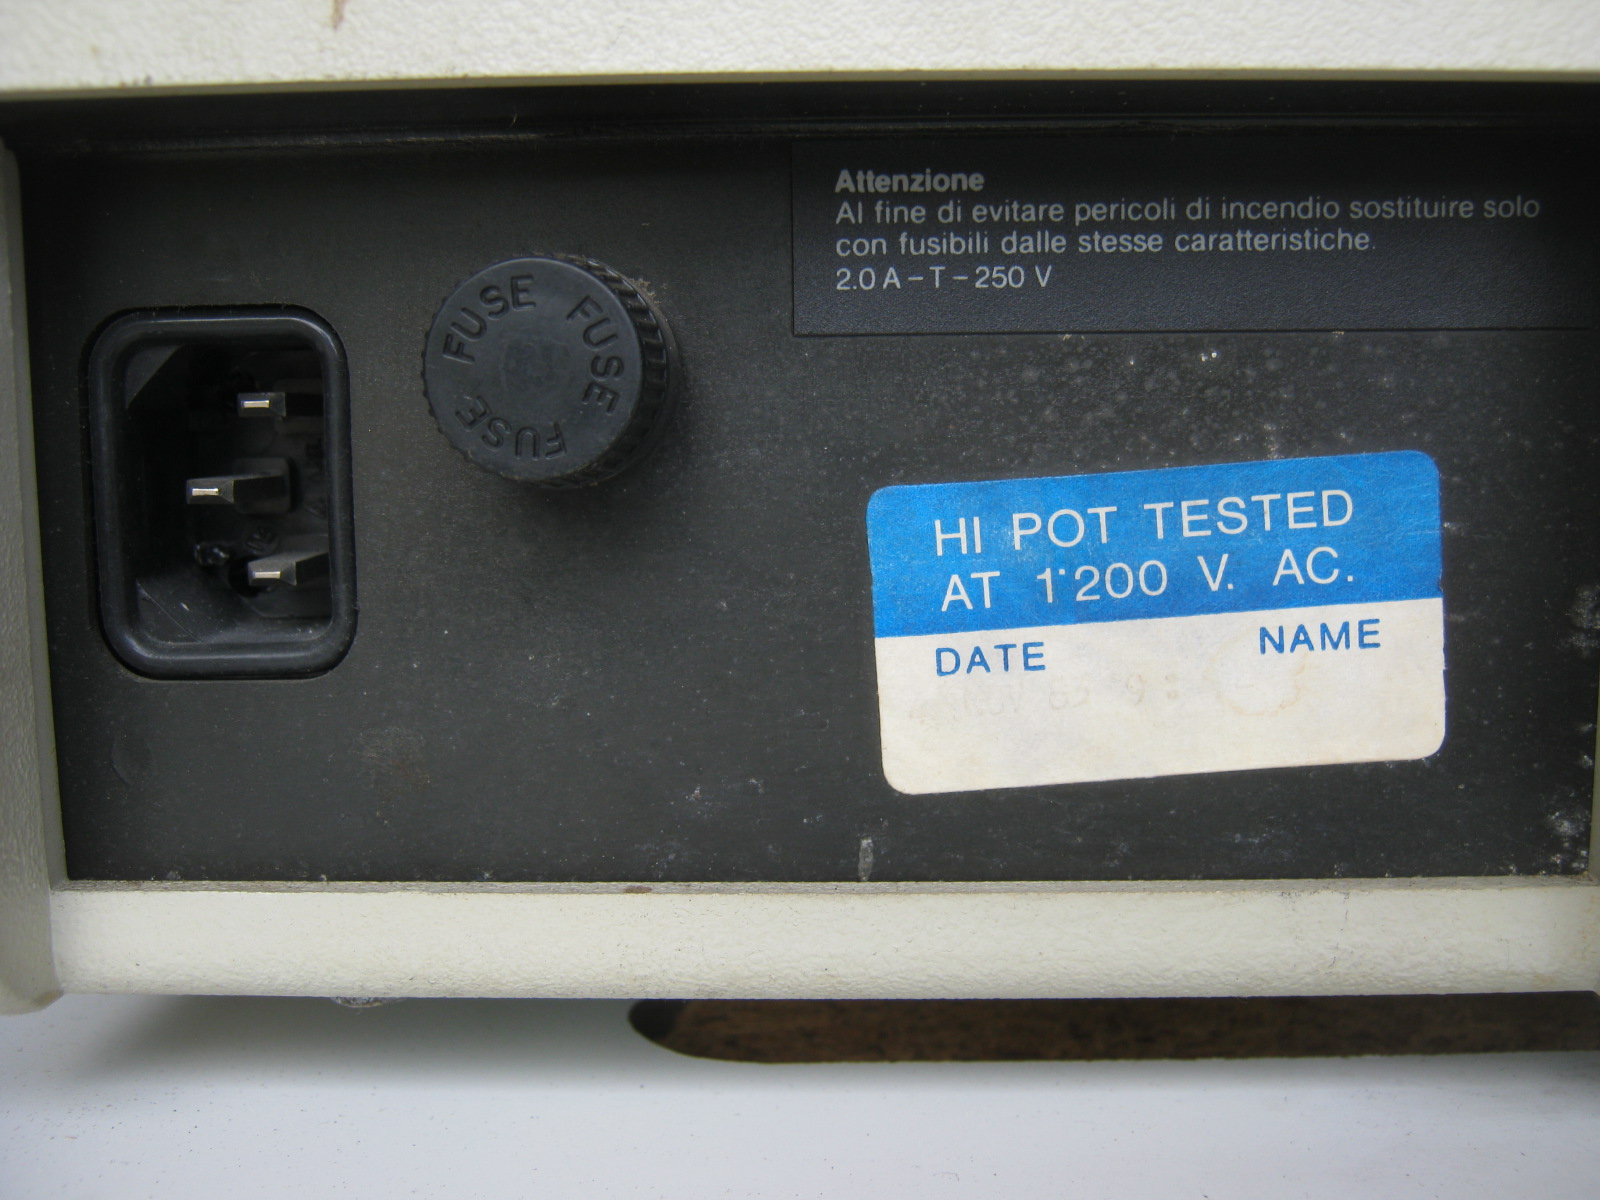 Attenzione
Al fine di evitare pericoli di incendio sostituire solo
con fusibili dalle stesse caratteristiche.
2.0 A – T – 250 V
FUSE FUSE FUSE
HI POT TESTED
AT 1'200 V. AC.
DATE NAME